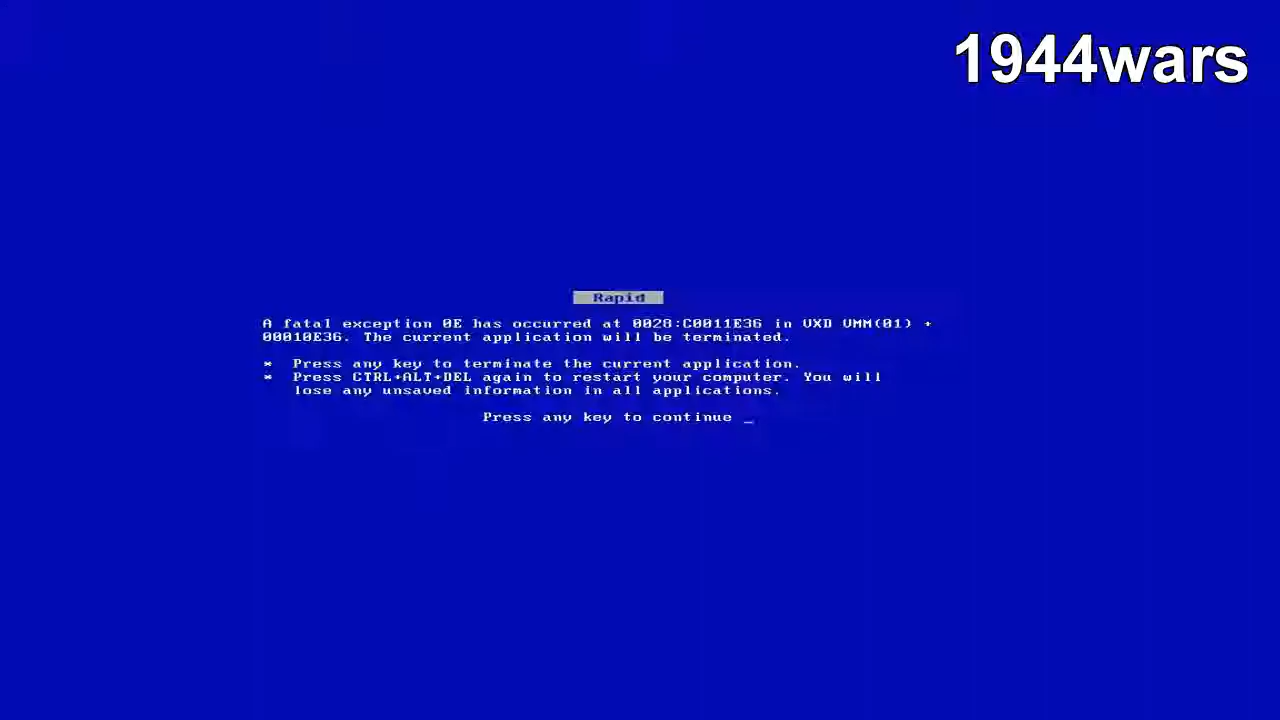 1944wars
Rapid
A fatal exception 0E has occurred at 0028:C0011E36 in VXD VMM(01) +
00010E36. The current application will be terminated.
* Press any key to terminate the current application.
* Press CTRL+ALT+DEL again to restart your computer. You will
lose any unsaved information in all applications.
Press any key to continue _